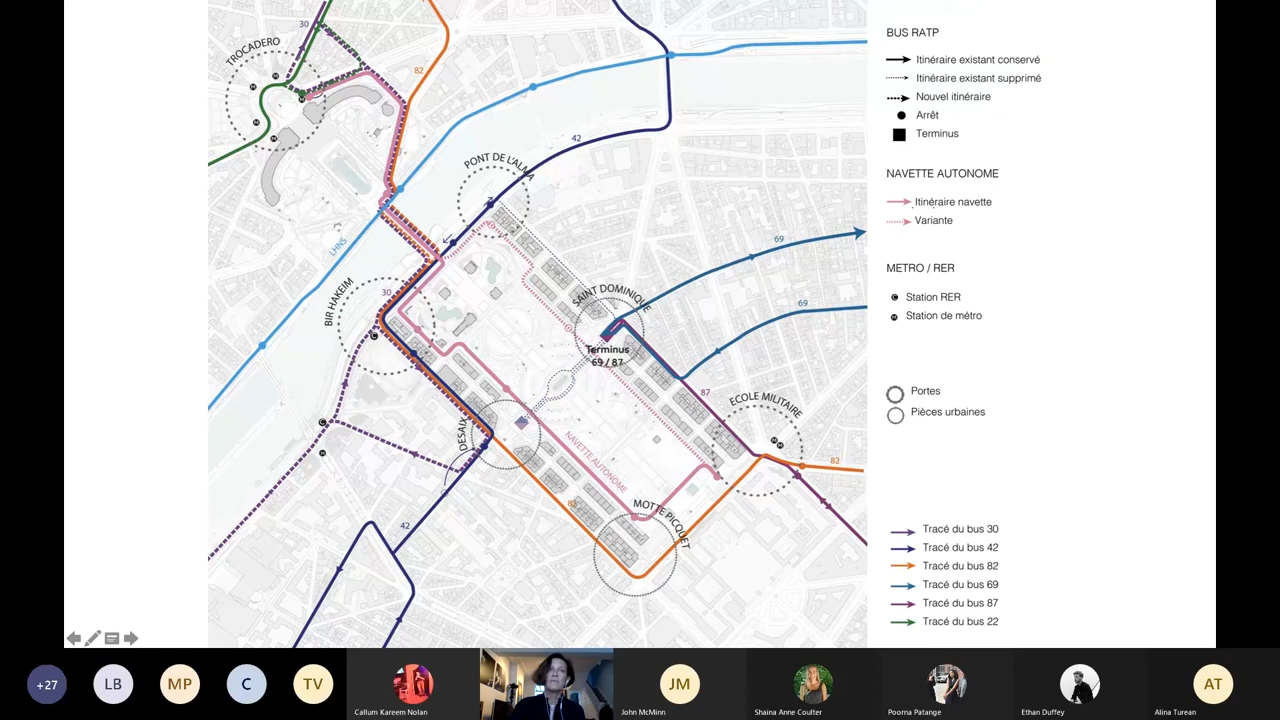 30
TROCADERO
82
42
PONT DE L'ALMA
LHNS
69
BIR HAKEIM
30
SAINT DOMINIQUE
69
Terminus
69 / 87
87
ECOLE MILITAIRE
DESAIX
NAVETTE AUTONOME
82
82
MOTTE PICQUET
42
BUS RATP
Itinéraire existant conservé
Itinéraire existant supprimé
Nouvel itinéraire
Arrêt
Terminus
NAVETTE AUTONOME
Itinéraire navette
Variante
METRO / RER
Station RER
Station de métro
Portes
Pièces urbaines
Tracé du bus 30
Tracé du bus 42
Tracé du bus 82
Tracé du bus 69
Tracé du bus 87
Tracé du bus 22
+27
LB
MP
C
TV
Callum Kareem Nolan
JM
John McMinn
Shaina Anne Coulter
Poorna Patange
Ethan Duffey
AT
Alina Turean